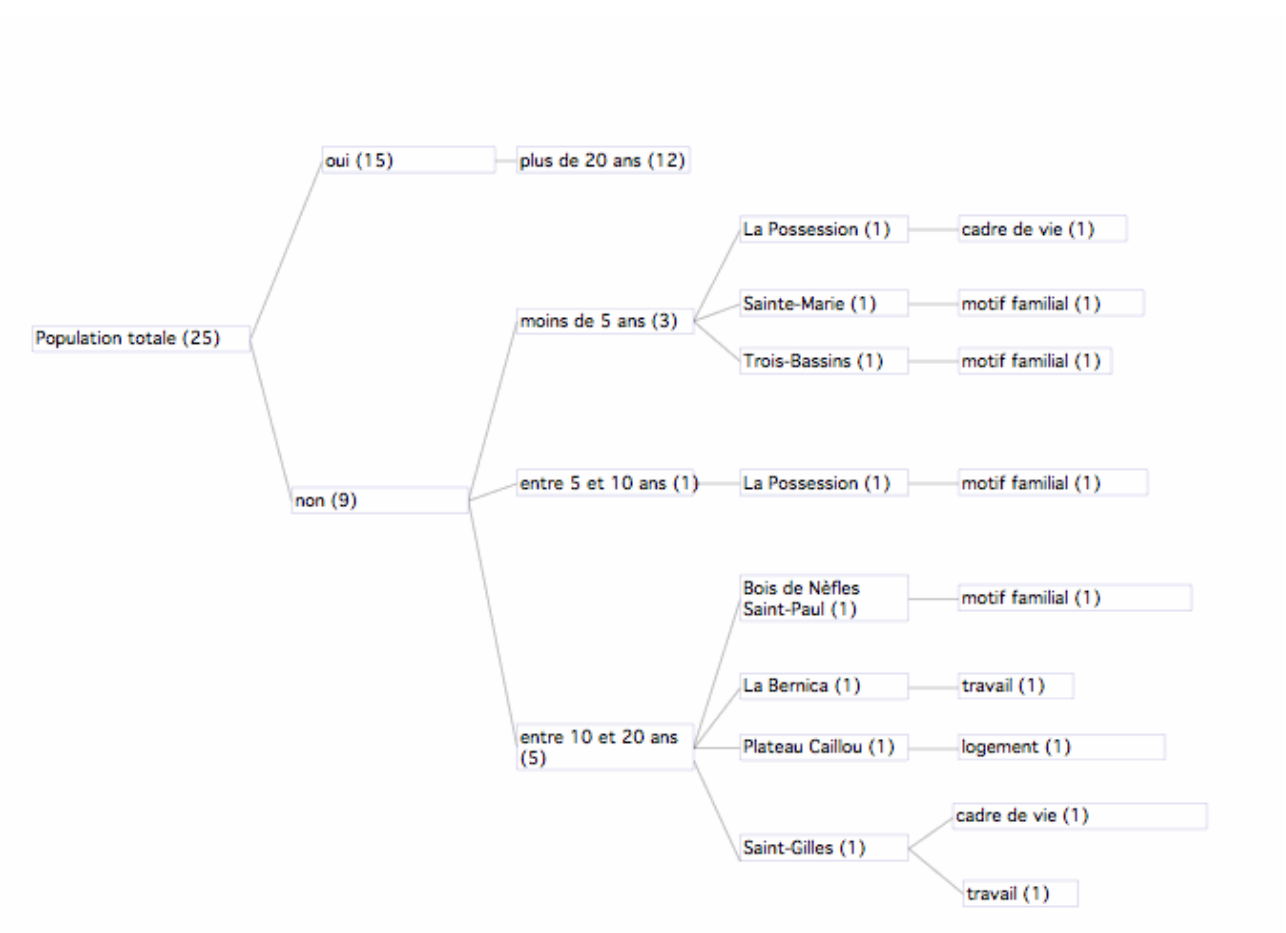 oui (15)
plus de 20 ans (12)
La Possession (1)
cadre de vie (1)
Sainte-Marie (1)
motif familial (1)
moins de 5 ans (3)
Population totale (25)
Trois-Bassins (1)
motif familial (1)
entre 5 et 10 ans (1)
La Possession (1)
motif familial (1)
non (9)
Bois de Nèfles
Saint-Paul (1)
motif familial (1)
La Bernica (1)
travail (1)
entre 10 et 20 ans
(5)
Plateau Caillou (1)
logement (1)
cadre de vie (1)
Saint-Gilles (1)
travail (1)